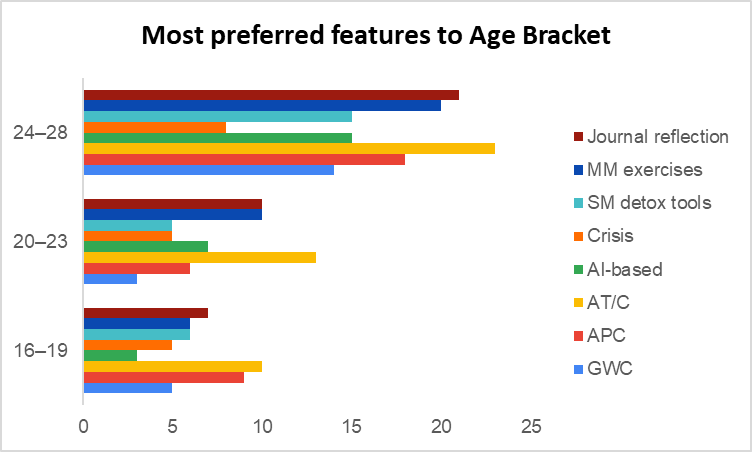 Most preferred features to Age Bracket
24–28
20–23
16–19
0 5 10 15 20 25
Journal reflection
MM exercises
SM detox tools
Crisis
AI-based
AT/C
APC
GWC